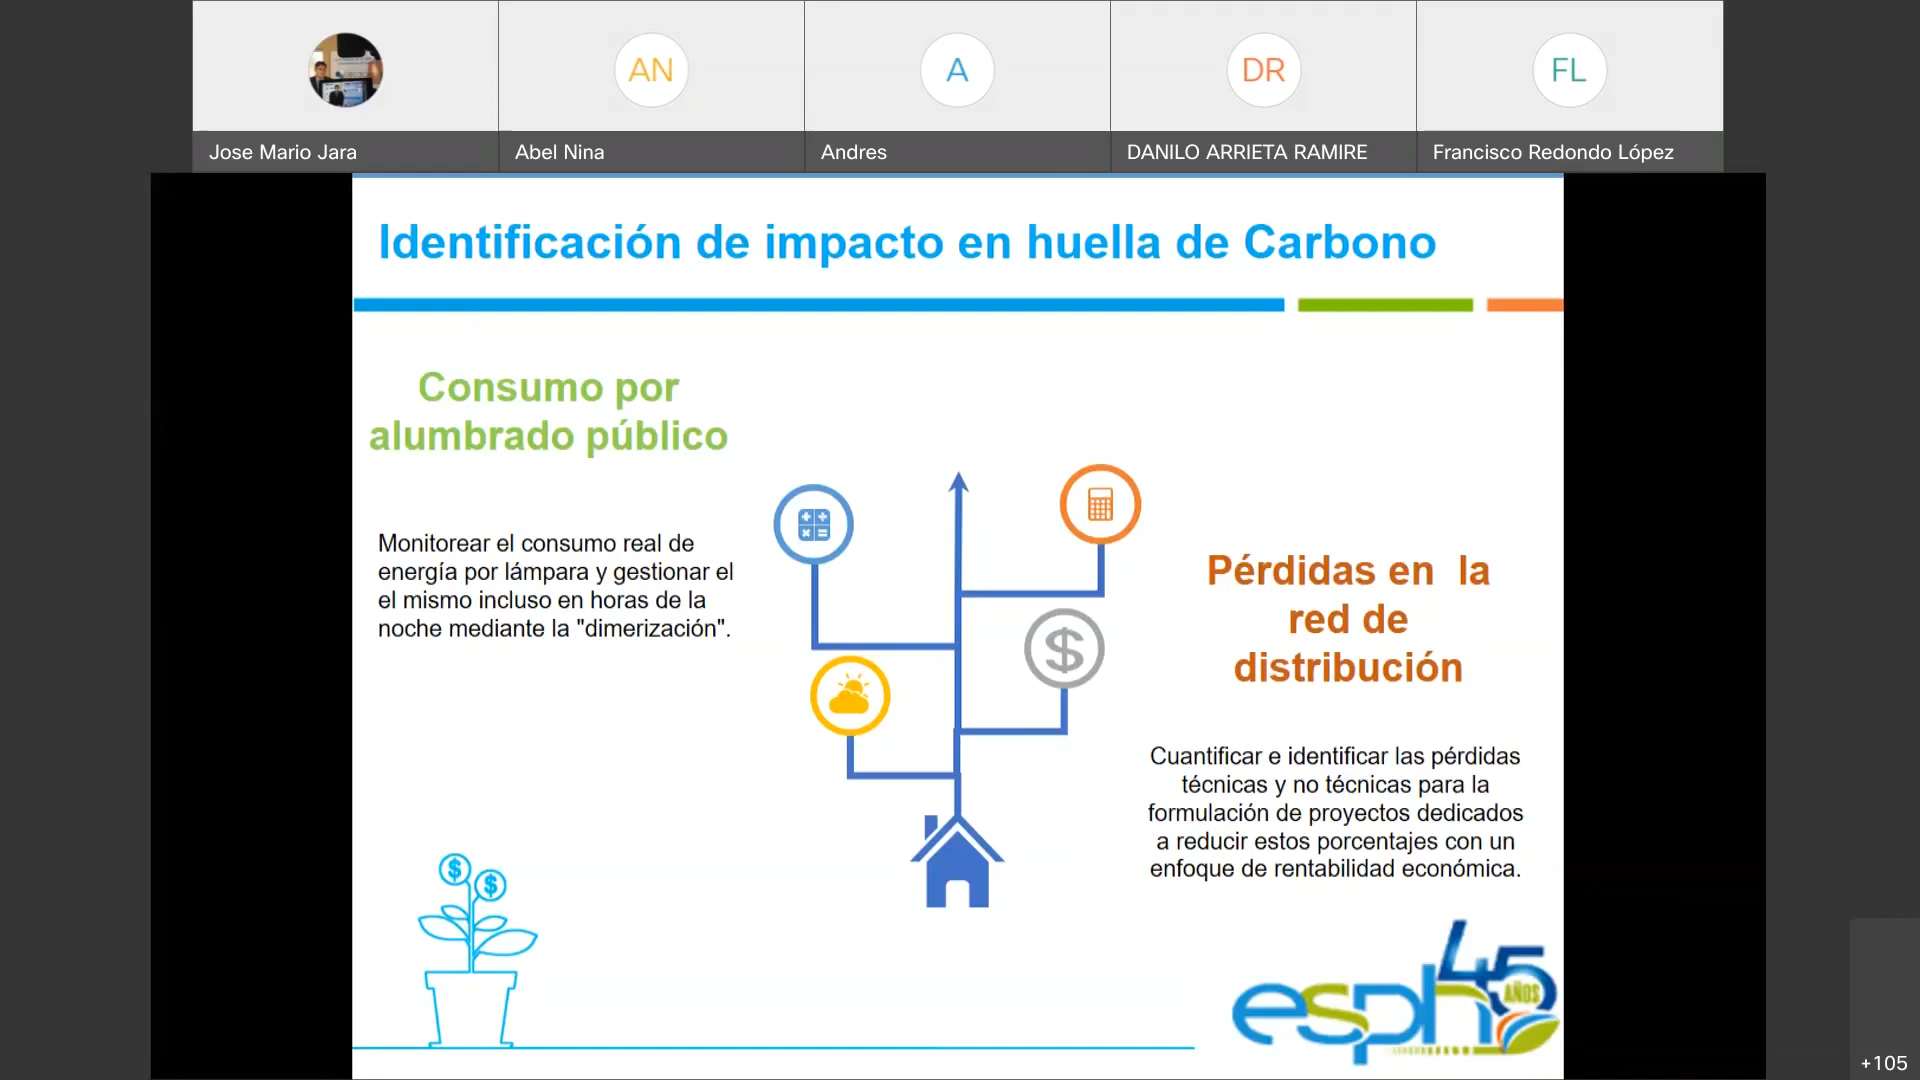 AN
A
DR
FL
Jose Mario Jara
Abel Nina
Andres
DANILO ARRIETA RAMIRE
Francisco Redondo López
Identificación de impacto en huella de Carbono
Consumo por
alumbrado público
Monitorear el consumo real de
energía por lámpara y gestionar el
el mismo incluso en horas de la
noche mediante la "dimerización".
$
Pérdidas en la
red de
distribución
Cuantificar e identificar las pérdidas
técnicas y no técnicas para la
formulación de proyectos dedicados
a reducir estos porcentajes con un
enfoque de rentabilidad económica.
$
$
45
AÑOS
esph
+105